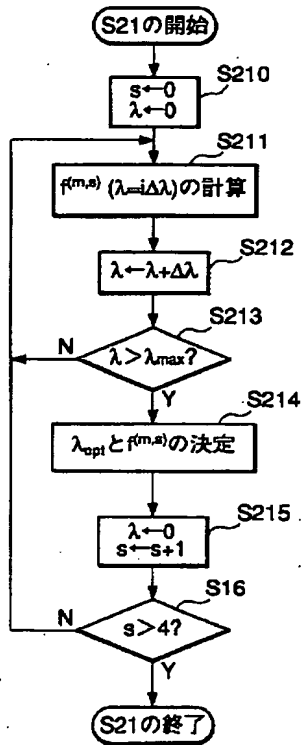 S21の開始
S210
s←0
λ←0
S211
f(m,s) (λ=iΔλ)の計算
S212
λ←λ+Δλ
S213
N
λ>λmax?
Y
S214
λoptとf(m,s)の決定
S215
λ←0
s←s+1
S16
N
s>4?
Y
S21の終了